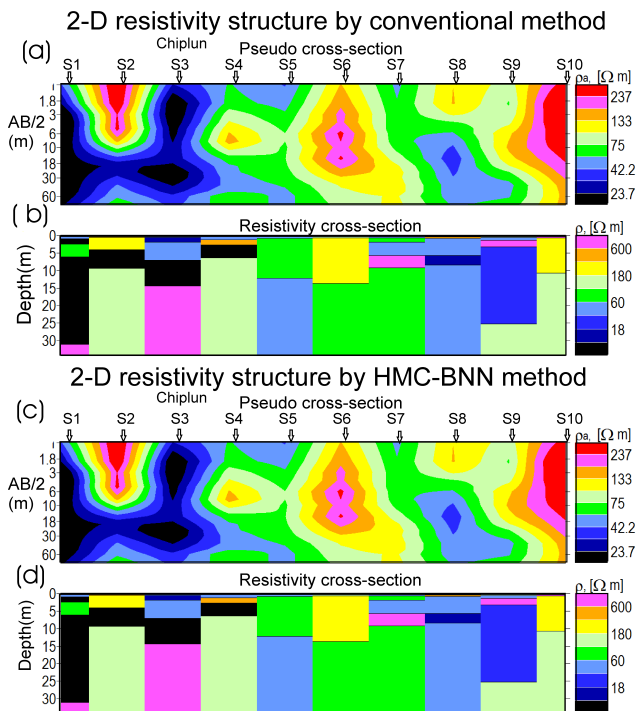 2-D resistivity structure by conventional method
(a)
Chiplun Pseudo cross-section
S1 S2 S3 S4 S5 S6 S7 S8 S9 S10
ρa, [Ω m]
AB/2
(m)
1
1.8
3
6
10
18
30
60
237
133
75
42.2
23.7
(b)
Resistivity cross-section
ρ, [Ω m]
Depth(m)
0
5
10
15
20
25
30
600
200
60
18
2-D resistivity structure by HMC-BNN method
(c)
Chiplun Pseudo cross-section
S1 S2 S3 S4 S5 S6 S7 S8 S9 S10
ρa, [Ω m]
AB/2
(m)
1
1.8
3
6
10
18
30
60
237
133
75
42.2
23.7
(d)
Resistivity cross-section
ρ, [Ω m]
Depth(m)
0
5
10
15
20
25
30
600
200
60
18